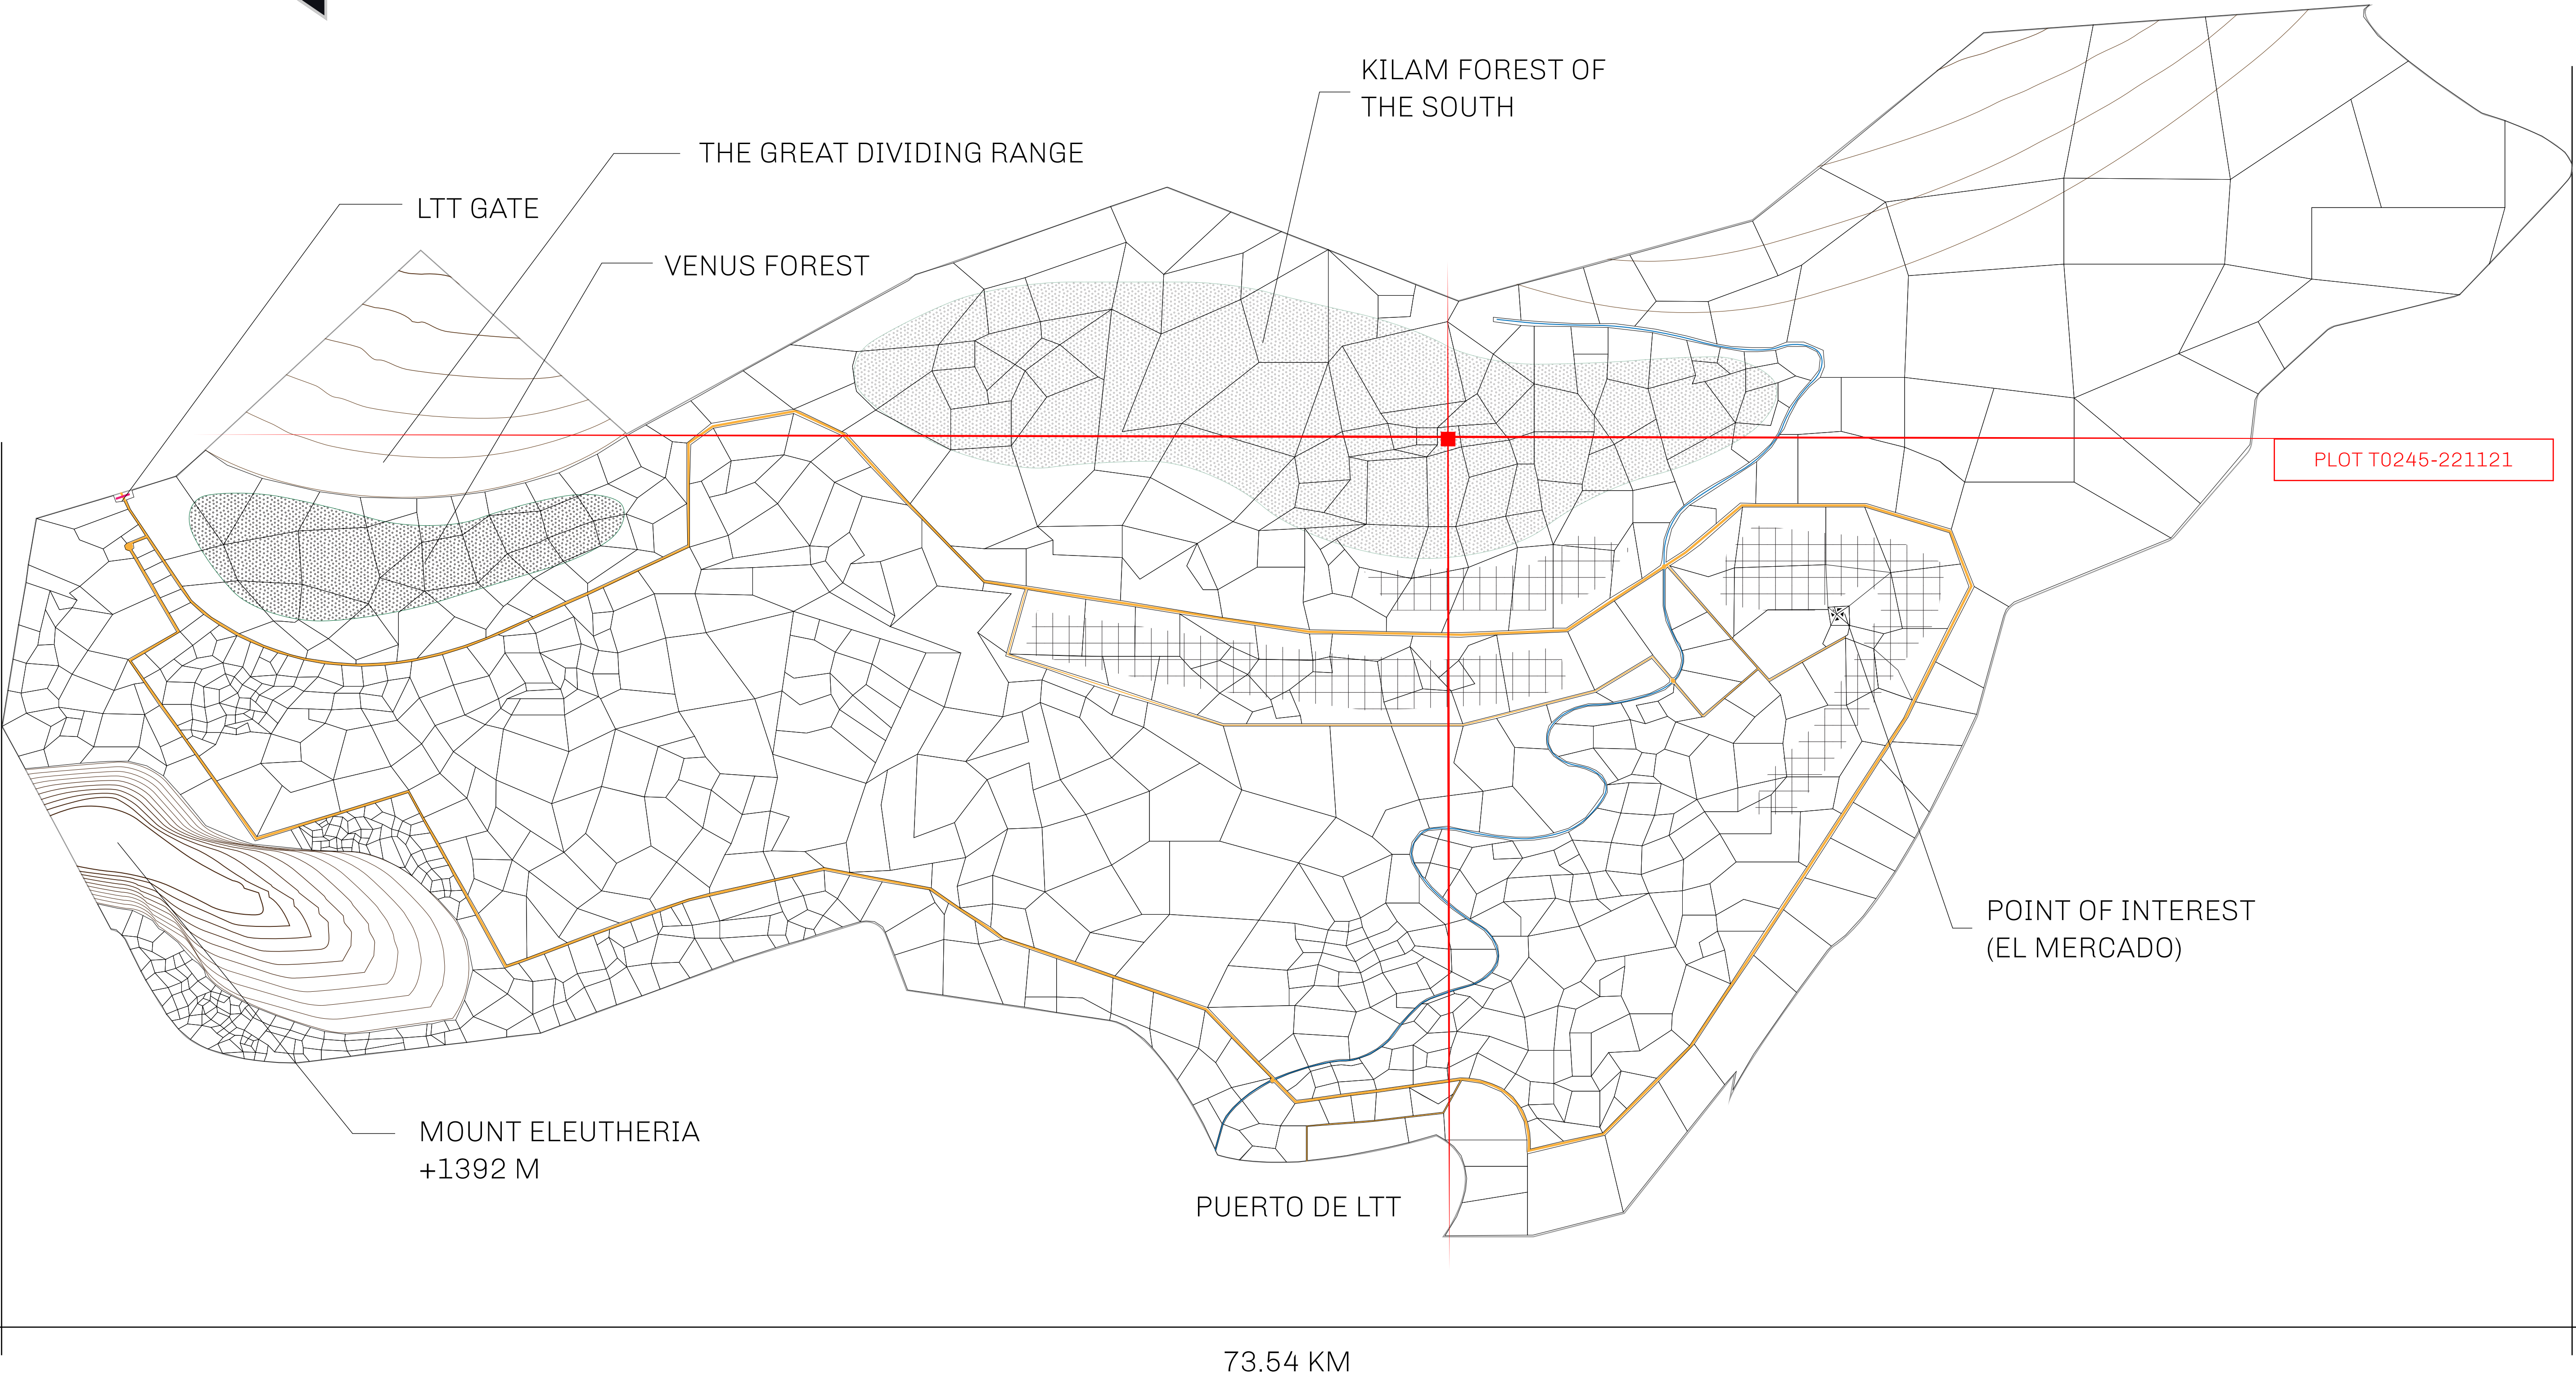 KILAM FOREST OF
THE SOUTH
THE GREAT DIVIDING RANGE
LTT GATE
VENUS FOREST
PLOT T0245-221121
POINT OF INTEREST
(EL MERCADO)
MOUNT ELEUTHERIA
+1392 M
PUERTO DE LTT
73.54 KM